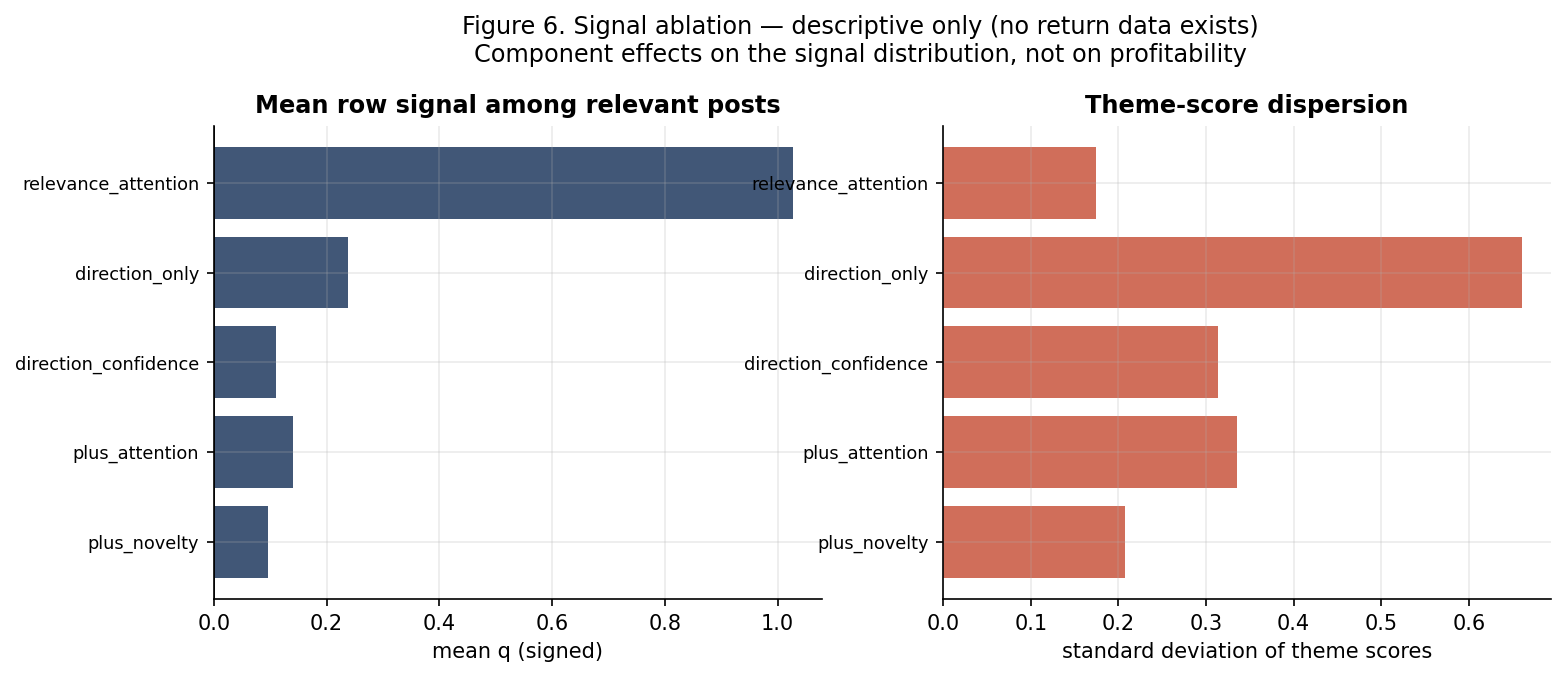 Figure 6. Signal ablation — descriptive only (no return data exists)
Component effects on the signal distribution, not on profitability
Mean row signal among relevant posts
relevance_attention
direction_only
direction_confidence
plus_attention
plus_novelty
0.0 0.2 0.4 0.6 0.8 1.0
mean q (signed)
Theme-score dispersion
relevance_attention
direction_only
direction_confidence
plus_attention
plus_novelty
0.0 0.1 0.2 0.3 0.4 0.5 0.6
standard deviation of theme scores